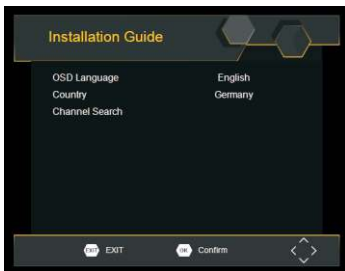 Installation Guide
OSD Language English
Country Germany
Channel Search
EXIT EXIT OK Confirm